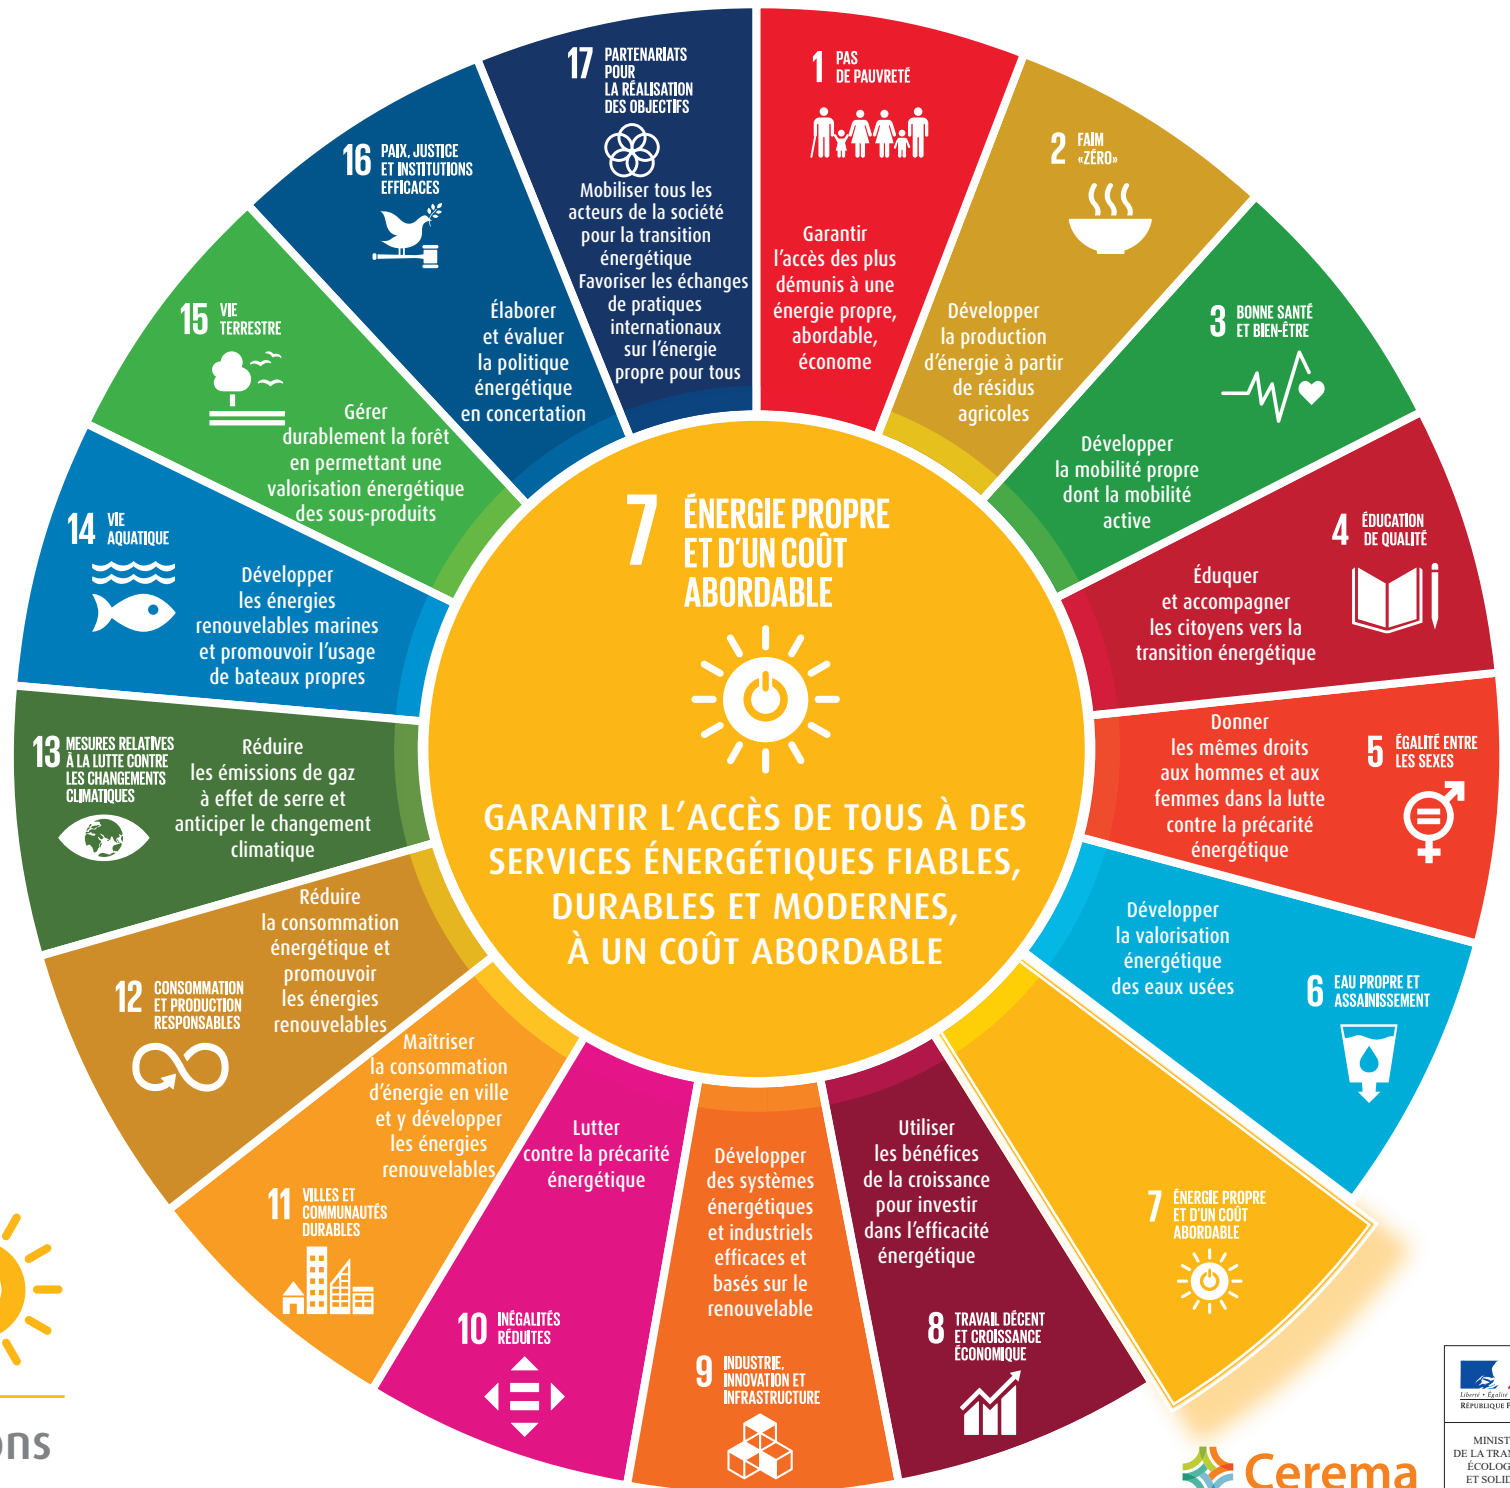 17 PARTENARIATS
POUR
LA RÉALISATION
DES OBJECTIFS
Mobiliser tous les
acteurs de la société
pour la transition
énergétique
Favoriser les échanges
de pratiques
internationaux
sur l'énergie
propre pour tous
1 PAS
DE PAUVRETÉ
Garantir
l'accès des plus
démunis à une
énergie propre,
abordable,
économe
2 FAIM
«ZÉRO»
Développer
la production
d'énergie à partir
de résidus
agricoles
3 BONNE SANTÉ
ET BIEN-ÊTRE
Développer
la mobilité propre
dont la mobilité
active
4 ÉDUCATION
DE QUALITÉ
Éduquer
et accompagner
les citoyens vers la
transition énergétique
5 ÉGALITÉ ENTRE
LES SEXES
Donner
les mêmes droits
aux hommes et aux
femmes dans la lutte
contre la précarité
énergétique
6 EAU PROPRE ET
ASSAINISSEMENT
Développer
la valorisation
énergétique
des eaux usées
7 ÉNERGIE PROPRE
ET D'UN COÛT
ABORDABLE
8 TRAVAIL DÉCENT
ET CROISSANCE
ÉCONOMIQUE
Utiliser
les bénéfices
de la croissance
pour investir
dans l'efficacité
énergétique
9 INDUSTRIE,
INNOVATION ET
INFRASTRUCTURE
Développer
des systèmes
énergétiques
et industriels
efficaces et
basés sur le
renouvelable
10 INÉGALITÉS
RÉDUITES
Lutter
contre la précarité
énergétique
11 VILLES ET
COMMUNAUTÉS
DURABLES
Maîtriser
la consommation
d'énergie en ville
et y développer
les énergies
renouvelables
12 CONSOMMATION
ET PRODUCTION
RESPONSABLES
Réduire
la consommation
énergétique et
promouvoir
les énergies
renouvelables
13 MESURES RELATIVES
À LA LUTTE CONTRE
LES CHANGEMENTS
CLIMATIQUES
Réduire
les émissions de gaz
à effet de serre et
anticiper le changement
climatique
14 VIE
AQUATIQUE
Développer
les énergies
renouvelables marines
et promouvoir l'usage
de bateaux propres
15 VIE
TERRESTRE
Gérer
durablement la forêt
en permettant une
valorisation énergétique
des sous-produits
16 PAIX, JUSTICE
ET INSTITUTIONS
EFFICACES
Élaborer
et évaluer
la politique
énergétique
en concertation
7 ÉNERGIE PROPRE
ET D'UN COÛT
ABORDABLE
GARANTIR L'ACCÈS DE TOUS À DES
SERVICES ÉNERGÉTIQUES FIABLES,
DURABLES ET MODERNES,
À UN COÛT ABORDABLE
ons
Cerema
Liberté • Égalité
RÉPUBLIQUE F
MINIST
DE LA TRAN
ÉCOLOG
ET SOLID